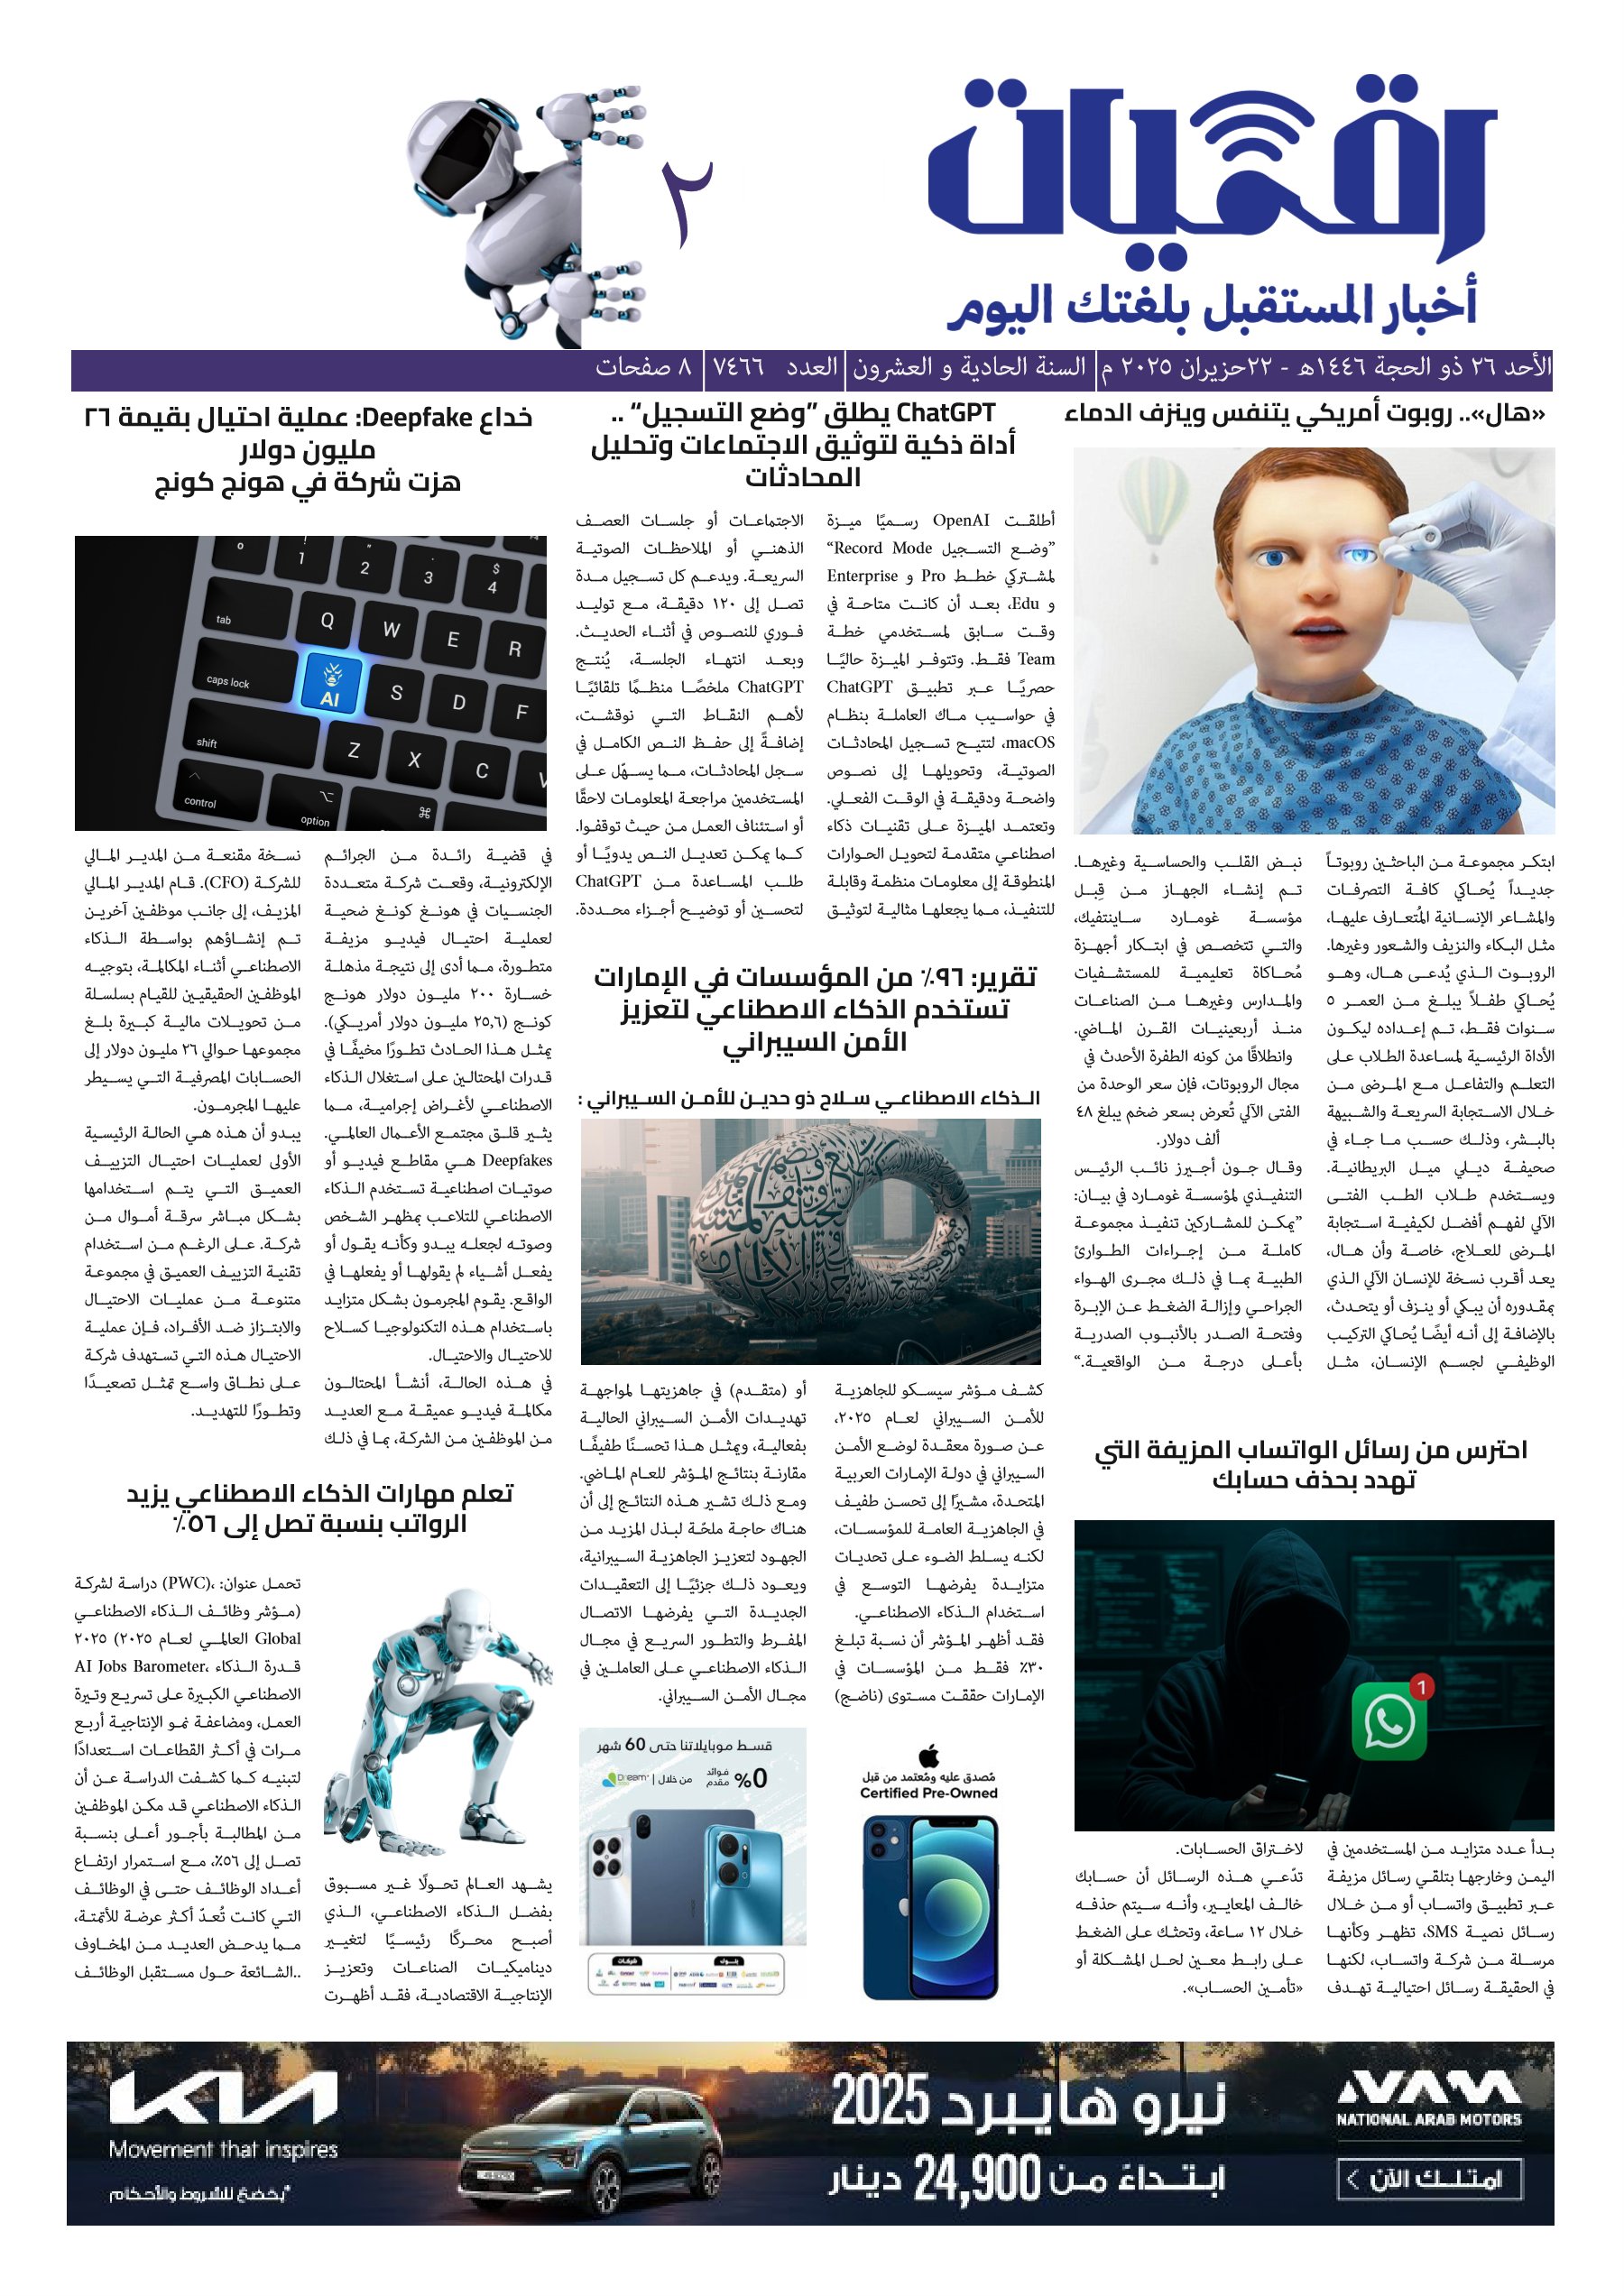 رقميات
أخبار المستقبل بلغتك اليوم
٢
الأحد ٢٦ ذو الحجة ١٤٤٦هـ - ٢٢حزيران ٢٠٢٥ م
السنة الحادية و العشرون
العدد ٧٤٦٦
٨ صفحات
«هال».. روبوت أمريكي يتنفس وينزف الدماء
ابتكر مجموعة من الباحثين روبوتاً
جديداً يُحاكي كافة التصرفات
والمشاعر الإنسانية المُتعارف عليها،
مثل البكاء والنزيف والشعور وغيرها.
الروبوت الذي يُدعى هال، وهو
يُحاكي طفلاً يبلغ من العمر ٥
سنوات فقط، تم إعداده ليكون
الأداة الرئيسية لمساعدة الطلاب على
التعلم والتفاعل مع المرضى من
خلال الاستجابة السريعة والشبيهة
بالبشر، وذلك حسب ما جاء في
صحيفة ديلي ميل البريطانية.
ويستخدم طلاب الطب الفتى
الآلي لفهم أفضل لكيفية استجابة
المرضى للعلاج، خاصة وأن هال،
يعد أقرب نسخة للإنسان الآلي الذي
بمقدوره أن يبكي أو ينزف أو يتحدث،
بالإضافة إلى أنه أيضًا يُحاكي التركيب
الوظيفي لجسم الإنسان، مثل
نبض القلب والحساسية وغيرها.
تم إنشاء الجهاز من قِبل
مؤسسة غومارد ساينتفيك،
والتي تتخصص في ابتكار أجهزة
مُحاكاة تعليمية للمستشفيات
والمدارس وغيرها من الصناعات
منذ أربعينيات القرن الماضي.
وانطلاقًا من كونه الطفرة الأحدث في
مجال الروبوتات، فإن سعر الوحدة من
الفتى الآلي تُعرض بسعر ضخم يبلغ ٤٨
ألف دولار.
وقال جون أجيرز نائب الرئيس
التنفيذي لمؤسسة غومارد في بيان:
”يمكن للمشاركين تنفيذ مجموعة
كاملة من إجراءات الطوارئ
الطبية بما في ذلك مجرى الهواء
الجراحي وإزالة الضغط عن الإبرة
وفتحة الصدر بالأنبوب الصدرية
بأعلى درجة من الواقعية.“
احترس من رسائل الواتساب المزيفة التي
تهدد بحذف حسابك
1
بدأ عدد متزايد من المستخدمين في
اليمن وخارجها بتلقي رسائل مزيفة
عبر تطبيق واتساب أو من خلال
رسائل نصية SMS، تظهر وكأنها
مرسلة من شركة واتساب، لكنها
في الحقيقة رسائل احتيالية تهدف
لاختراق الحسابات.
تدّعي هذه الرسائل أن حسابك
خالف المعايير، وأنه سيتم حذفه
خلال ١٢ ساعة، وتحثك على الضغط
على رابط معين لحل المشكلة أو
«تأمين الحساب».
ChatGPT يطلق ”وضع التسجيل“ ..
أداة ذكية لتوثيق الاجتماعات وتحليل
المحادثات
أطلقت OpenAI رسميًا ميزة
”وضع التسجيل Record Mode“
لمشتركي خطط Pro و Enterprise
و Edu، بعد أن كانت متاحة في
وقت سابق لمستخدمي خطة
Team فقط. وتتوفر الميزة حاليًا
حصريًا عبر تطبيق ChatGPT
في حواسيب ماك العاملة بنظام
macOS، لتتيح تسجيل المحادثات
الصوتية، وتحويلها إلى نصوص
واضحة ودقيقة في الوقت الفعلي.
وتعتمد الميزة على تقنيات ذكاء
اصطناعي متقدمة لتحويل الحوارات
المنطوقة إلى معلومات منظمة وقابلة
للتنفيذ، مما يجعلها مثالية لتوثيق
الاجتماعات أو جلسات العصف
الذهني أو الملاحظات الصوتية
السريعة. ويدعم كل تسجيل مدة
تصل إلى ١٢٠ دقيقة، مع توليد
فوري للنصوص في أثناء الحديث.
وبعد انتهاء الجلسة، يُنتج
ChatGPT ملخصًا منظمًا تلقائيًا
لأهم النقاط التي نوقشت،
إضافةً إلى حفظ النص الكامل في
سجل المحادثات، مما يسهّل على
المستخدمين مراجعة المعلومات لاحقًا
أو استئناف العمل من حيث توقفوا.
كما يمكن تعديل النص يدويًا أو
طلب المساعدة من ChatGPT
لتحسين أو توضيح أجزاء محددة.
تقرير: ٩٦٪ من المؤسسات في الإمارات
تستخدم الذكاء الاصطناعي لتعزيز
الأمن السيبراني
الذكاء الاصطناعي سلاح ذو حدين للأمن السيبراني :
كشف مؤشر سيسكو للجاهزية
للأمن السيبراني لعام ٢٠٢٥،
عن صورة معقدة لوضع الأمن
السيبراني في دولة الإمارات العربية
المتحدة، مشيرًا إلى تحسن طفيف
في الجاهزية العامة للمؤسسات،
لكنه يسلط الضوء على تحديات
متزايدة يفرضها التوسع في
استخدام الذكاء الاصطناعي.
فقد أظهر المؤشر أن نسبة تبلغ
٣٠٪ فقط من المؤسسات في
الإمارات حققت مستوى (ناضج)
أو (متقدم) في جاهزيتها لمواجهة
تهديدات الأمن السيبراني الحالية
بفعالية، ويمثل هذا تحسنًا طفيفًا
مقارنة بنتائج المؤشر للعام الماضي.
ومع ذلك تشير هذه النتائج إلى أن
هناك حاجة ملحّة لبذل المزيد من
الجهود لتعزيز الجاهزية السيبرانية،
ويعود ذلك جزئيًا إلى التعقيدات
الجديدة التي يفرضها الاتصال
المفرط والتطور السريع في مجال
الذكاء الاصطناعي على العاملين في
مجال الأمن السيبراني.
مُصدق عليه ومُعتمد من قبل
Certified Pre-Owned
قسط موبايلاتنا حتى 60 شهر
0% فوائد مقدم من خلال | Dream
بنوك
شركات
خداع Deepfake: عملية احتيال بقيمة ٢٦
مليون دولار
هزت شركة في هونج كونج
1
2
3
$
4
tab
Q
W
E
R
caps lock
AI
S
D
F
shift
Z
X
C
V
control
option
في قضية رائدة من الجرائم
الإلكترونية، وقعت شركة متعددة
الجنسيات في هونغ كونغ ضحية
لعملية احتيال فيديو مزيفة
متطورة، مما أدى إلى نتيجة مذهلة
خسارة ٢٠٠ مليون دولار هونج
كونج (٢٥,٦ مليون دولار أمريكي).
يمثل هذا الحادث تطورًا مخيفًا في
قدرات المحتالين على استغلال الذكاء
الاصطناعي لأغراض إجرامية، مما
يثير قلق مجتمع الأعمال العالمي.
Deepfakes هي مقاطع فيديو أو
صوتيات اصطناعية تستخدم الذكاء
الاصطناعي للتلاعب بمظهر الشخص
وصوته لجعله يبدو وكأنه يقول أو
يفعل أشياء لم يقولها أو يفعلها في
الواقع. يقوم المجرمون بشكل متزايد
باستخدام هذه التكنولوجيا كسلاح
للاحتيال والاحتيال.
في هذه الحالة، أنشأ المحتالون
مكالمة فيديو عميقة مع العديد
من الموظفين من الشركة، بما في ذلك
نسخة مقنعة من المدير المالي
للشركة (CFO). قام المدير المالي
المزيف، إلى جانب موظفين آخرين
تم إنشاؤهم بواسطة الذكاء
الاصطناعي أثناء المكالمة، بتوجيه
الموظفين الحقيقيين للقيام بسلسلة
من تحويلات مالية كبيرة بلغ
مجموعها حوالي ٢٦ مليون دولار إلى
الحسابات المصرفية التي يسيطر
عليها المجرمون.
يبدو أن هذه هي الحالة الرئيسية
الأولى لعمليات احتيال التزييف
العميق التي يتم استخدامها
بشكل مباشر سرقة أموال من
شركة. على الرغم من استخدام
تقنية التزييف العميق في مجموعة
متنوعة من عمليات الاحتيال
والابتزاز ضد الأفراد، فإن عملية
الاحتيال هذه التي تستهدف شركة
على نطاق واسع تمثل تصعيدًا
وتطورًا للتهديد.
تعلم مهارات الذكاء الاصطناعي يزيد
الرواتب بنسبة تصل إلى ٥٦٪
يشهد العالم تحولًا غير مسبوق
بفضل الذكاء الاصطناعي، الذي
أصبح محركًا رئيسيًا لتغيير
ديناميكيات الصناعات وتعزيز
الإنتاجية الاقتصادية، فقد أظهرت
تحمل عنوان: ،(PWC) دراسة لشركة
(مؤشر وظائف الذكاء الاصطناعي
Global العالمي لعام ٢٠٢٥) ٢٠٢٥
قدرة الذكاء ،AI Jobs Barometer
الاصطناعي الكبيرة على تسريع وتيرة
العمل، ومضاعفة نمو الإنتاجية أربع
مرات في أكثر القطاعات استعدادًا
لتبنيه كما كشفت الدراسة عن أن
الذكاء الاصطناعي قد مكن الموظفين
من المطالبة بأجور أعلى بنسبة
تصل إلى ٥٦٪، مع استمرار ارتفاع
أعداد الوظائف حتى في الوظائف
التي كانت تُعدّ أكثر عرضة للأتمتة،
مما يدحض العديد من المخاوف
..الشائعة حول مستقبل الوظائف
NAM
NATIONAL ARAB MOTORS
امتلك الآن >
نيرو هايبرد 2025
ابتداءً من 24,900 دينار
KIA
Movement that inspires
*يخضع للشروط والأحكام